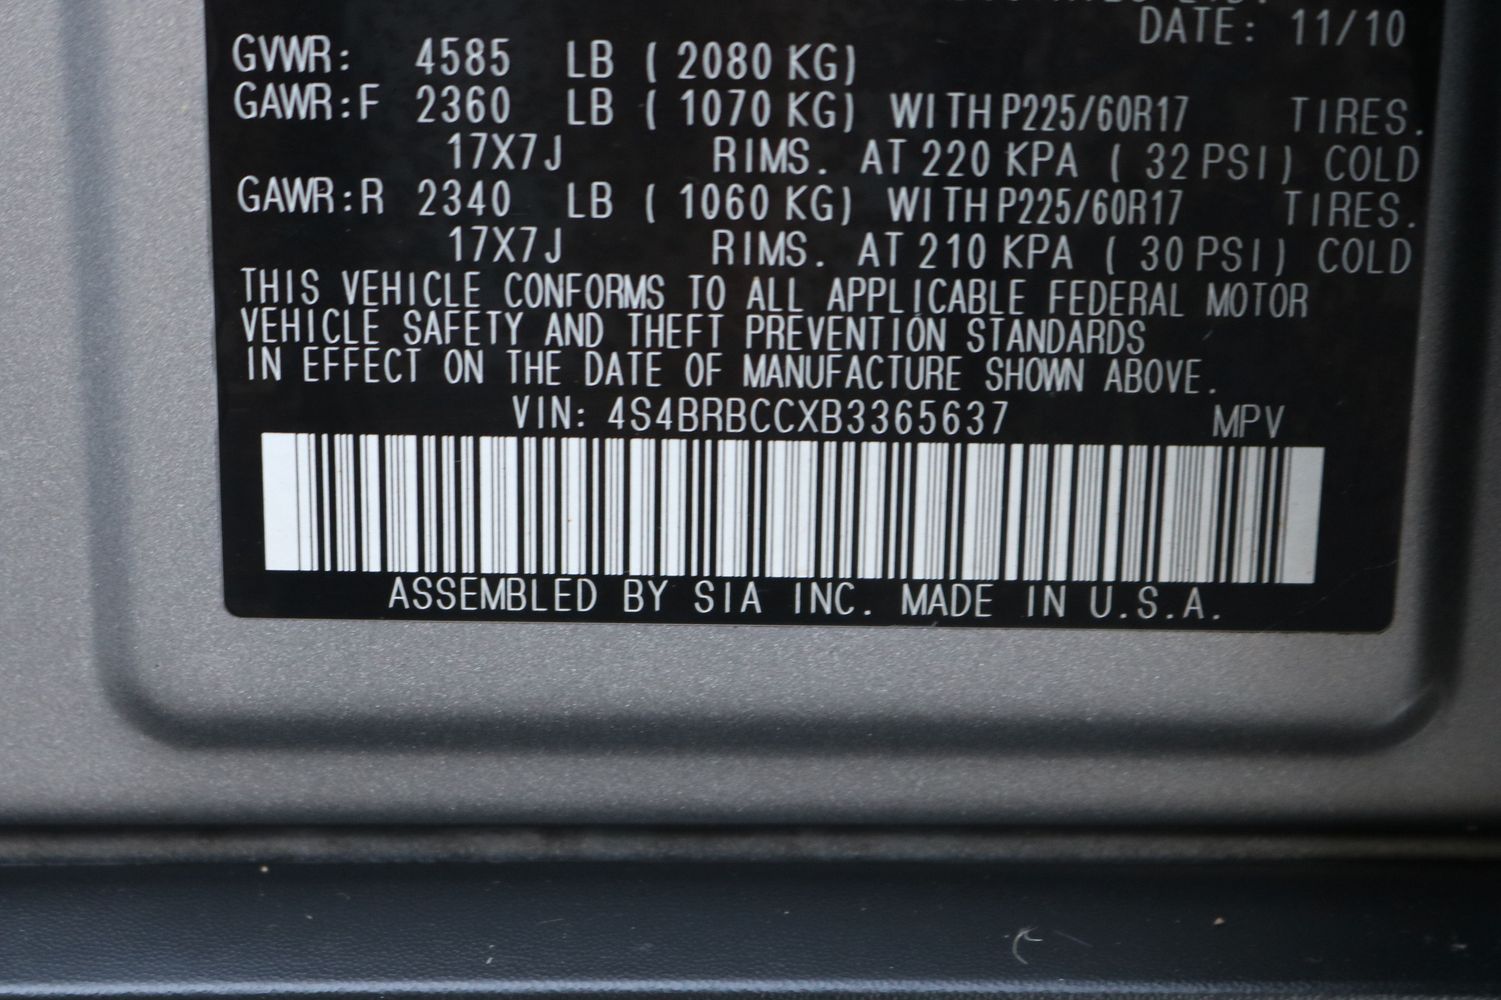 DATE: 11/10
GVWR: 4585 LB ( 2080 KG)
GAWR:F 2360 LB ( 1070 KG) WITH P225/60R17 TIRES.
17X7J RIMS. AT 220 KPA ( 32 PSI) COLD
GAWR:R 2340 LB ( 1060 KG) WITH P225/60R17 TIRES.
17X7J RIMS. AT 210 KPA ( 30 PSI) COLD
THIS VEHICLE CONFORMS TO ALL APPLICABLE FEDERAL MOTOR
VEHICLE SAFETY AND THEFT PREVENTION STANDARDS
IN EFFECT ON THE DATE OF MANUFACTURE SHOWN ABOVE.
VIN: 4S4BRBCCXB3365637 MPV
ASSEMBLED BY SIA INC. MADE IN U.S.A.